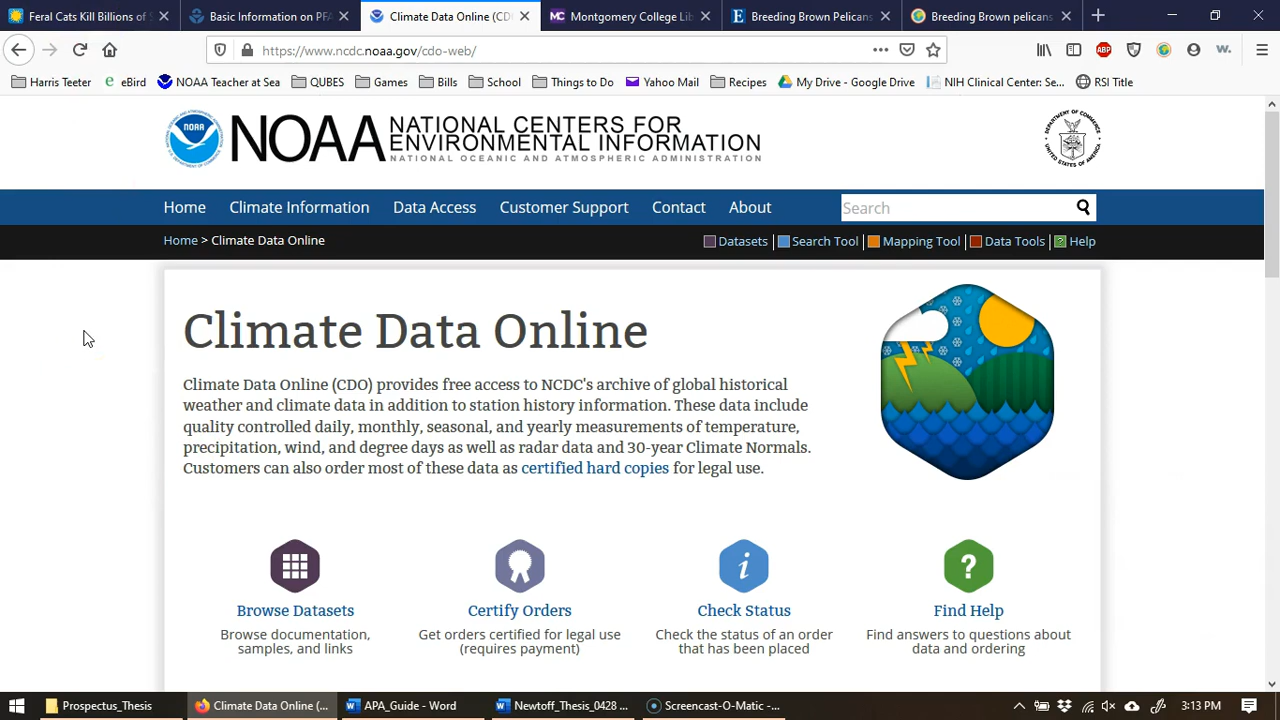 Feral Cats Kill Billions of S
Basic Information on PFA
Climate Data Online (CD
Montgomery College Lib
Breeding Brown Pelicans
Breeding Brown pelicans
https://www.ncdc.noaa.gov/cdo-web/
ABP
W.
Harris Teeter
eBird
NOAA Teacher at Sea
QUBES
Games
Bills
School
Things to Do
Yahoo Mail
Recipes
My Drive - Google Drive
NIH Clinical Center: Se...
RSI Title
NOAA
NOAA NATIONAL CENTERS FOR
ENVIRONMENTAL INFORMATION
NATIONAL OCEANIC AND ATMOSPHERIC ADMINISTRATION
Home Climate Information Data Access Customer Support Contact About Search
Home > Climate Data Online
Datasets | Search Tool | Mapping Tool | Data Tools | Help
Climate Data Online
Climate Data Online (CDO) provides free access to NCDC's archive of global historical
weather and climate data in addition to station history information. These data include
quality controlled daily, monthly, seasonal, and yearly measurements of temperature,
precipitation, wind, and degree days as well as radar data and 30-year Climate Normals.
Customers can also order most of these data as certified hard copies for legal use.
Browse Datasets
Browse documentation,
samples, and links
Certify Orders
Get orders certified for legal use
(requires payment)
Check Status
Check the status of an order
that has been placed
Find Help
Find answers to questions about
data and ordering
Prospectus_Thesis
Climate Data Online (...
APA_Guide - Word
Newtoff_Thesis_0428 ...
Screencast-O-Matic -...
3:13 PM